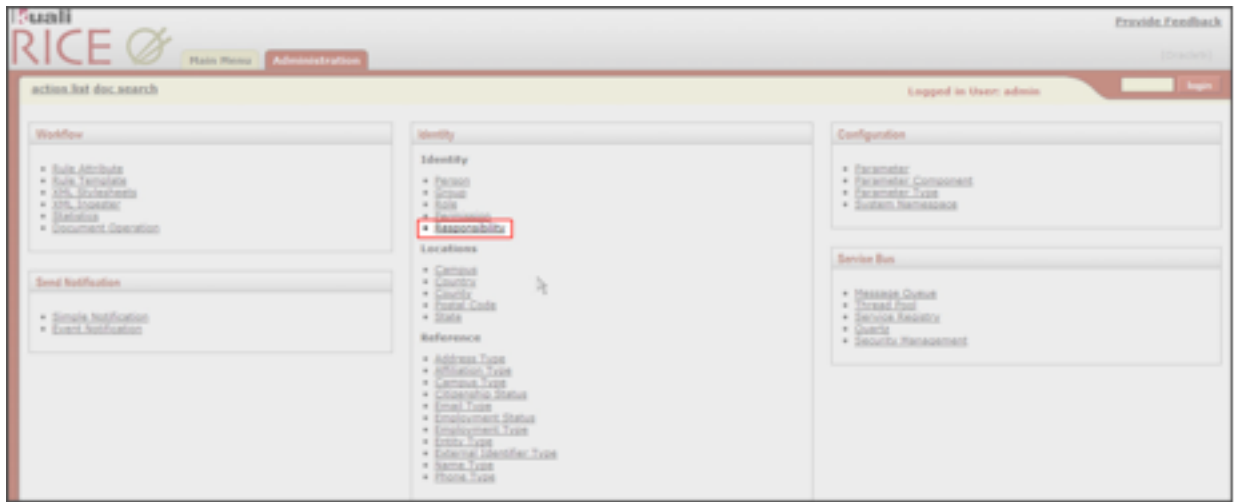 Kuali
RICE
Provide Feedback
Main Menu
Administration
action list doc search
Logged in User: admin
login
Workflow
Rule Attribute
Rule Template
XML Stylesheets
XML Ingester
Statistics
Document Operation
Send Notification
Simple Notification
Event Notification
Identity
Identity
Person
Group
Role
Permission
Responsibility
Locations
Campus
Country
County
Postal Code
State
Reference
Address Type
Affiliation Type
Campus Type
Citizenship Status
Email Type
Employment Status
Employment Type
Entity Type
External Identifier Type
Name Type
Phone Type
Configuration
Parameter
Parameter Component
Parameter Type
System Namespace
Service Bus
Message Queue
Thread Pool
Service Registry
Quartz
Security Management